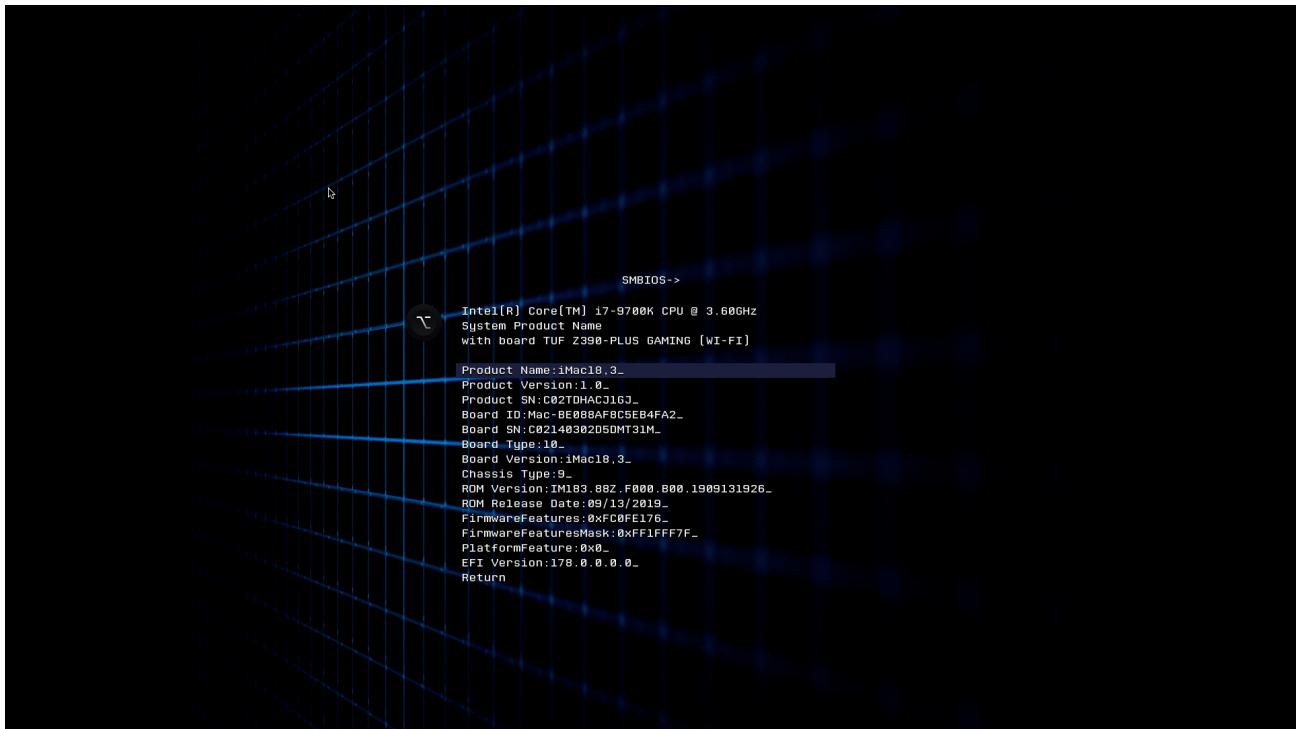 SMBIOS->
Intel[R] Core[TM] i7-9700K CPU @ 3.60GHz
System Product Name
with board TUF Z390-PLUS GAMING [WI-FI]
Product Name:iMac18,3_
Product Version:1.0_
Product SN:C02TDHACJ1GJ_
Board ID:Mac-BE088AF8C5EB4FA2_
Board SN:C02140302D5DMT31M_
Board Type:10_
Board Version:iMac18,3_
Chassis Type:9_
ROM Version:IM183.88Z.F000.B00.1909131926_
ROM Release Date:09/13/2019_
FirmwareFeatures:0xFC0FE176_
FirmwareFeaturesMask:0xFF1FFF7F_
PlatformFeature:0x0_
EFI Version:178.0.0.0.0_
Return